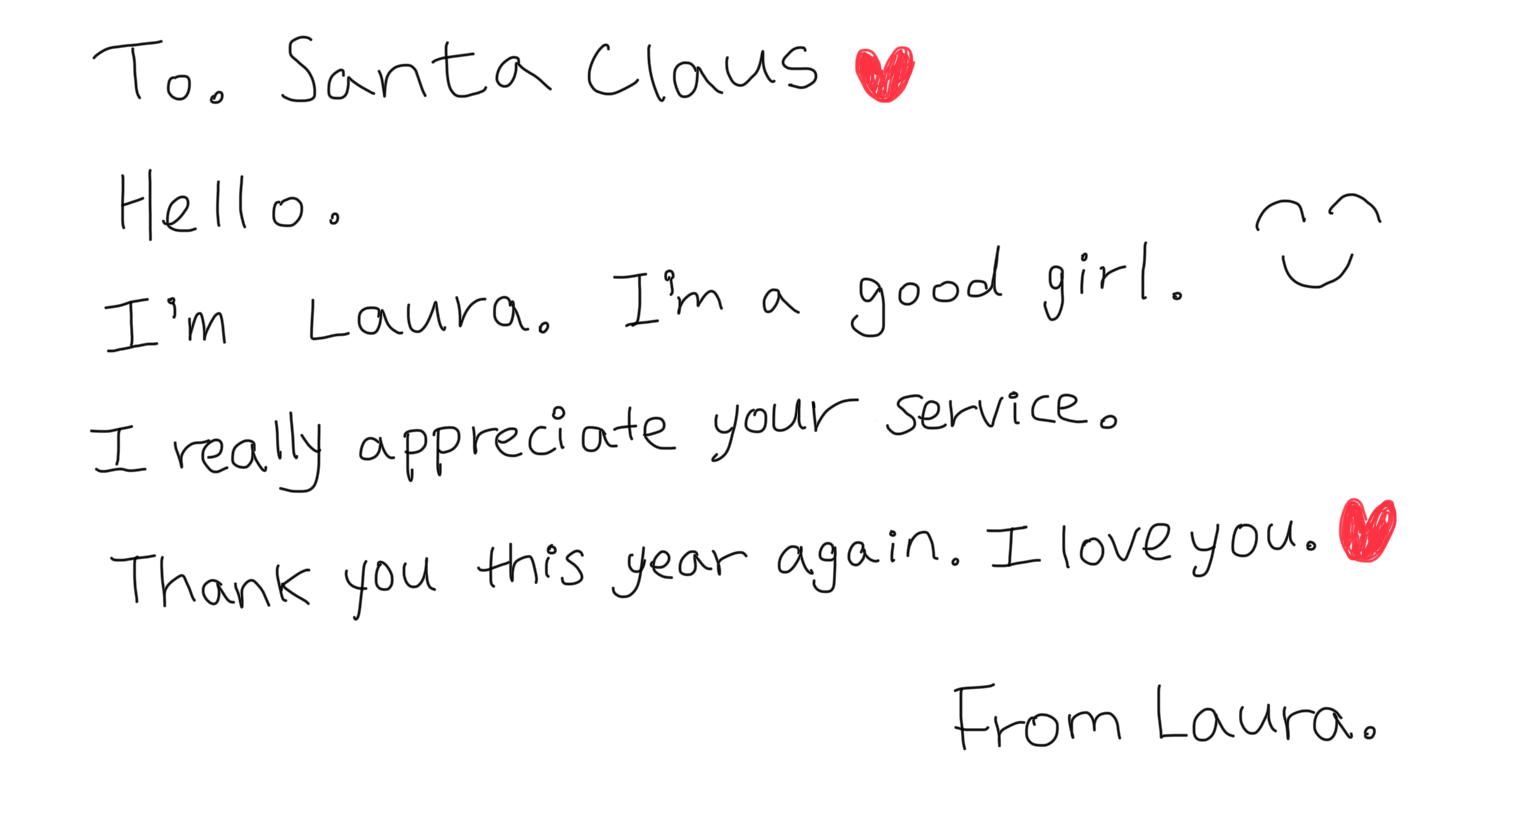 To. Santa Claus
Hello.
I'm Laura. I'm a good girl.
I really appreciate your service.
Thank you this year again. I love you.
From Laura.